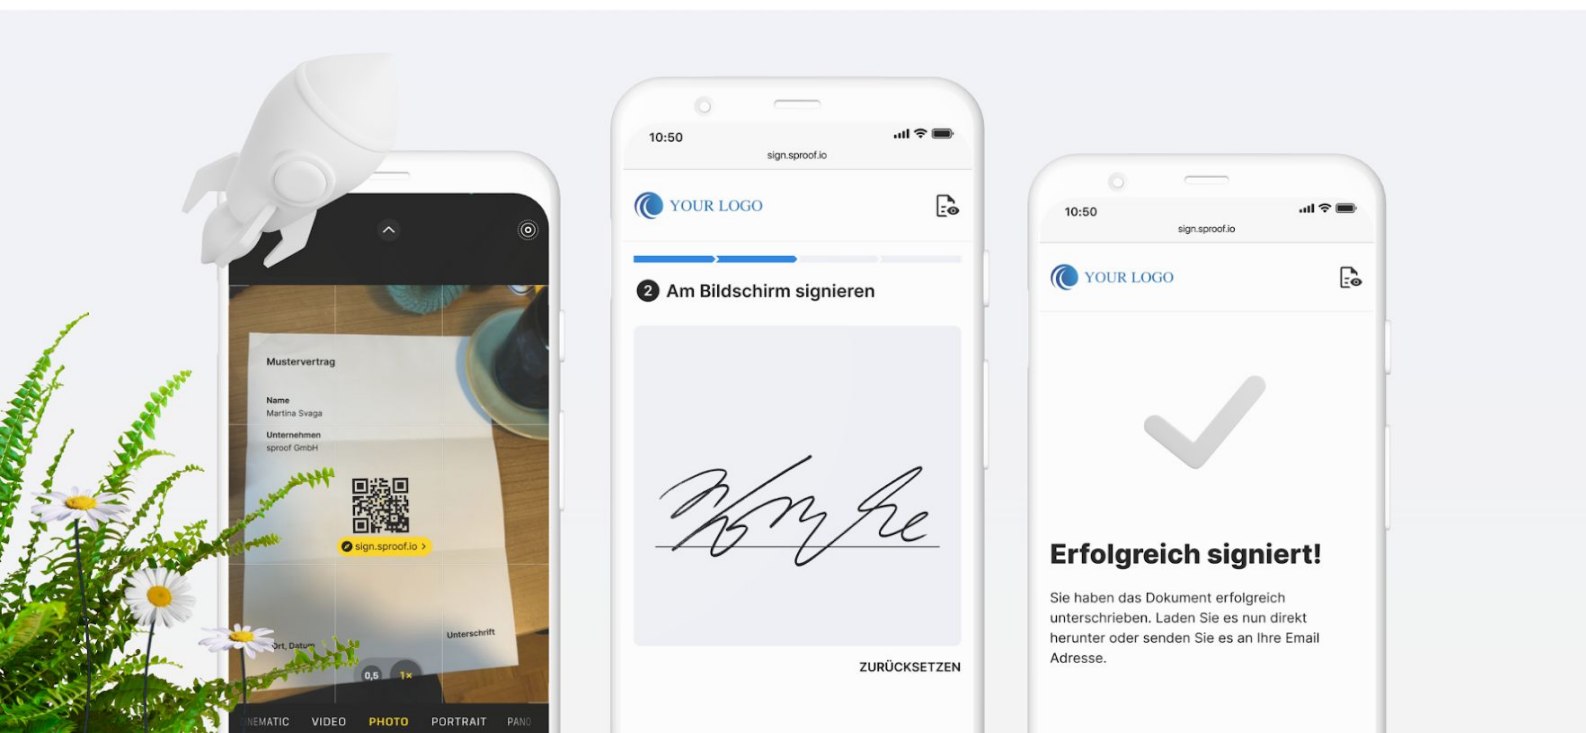 Mustervertrag
Name
Martina Svaga
Unternehmen
sproof GmbH
sign.sproof.io >
Ort, Datum
Unterschrift
0,5 1×
VIDEO PHOTO PORTRAIT PANO
10:50
sign.sproof.io
YOUR LOGO
2 Am Bildschirm signieren
ZURÜCKSETZEN
10:50
sign.sproof.io
YOUR LOGO
Erfolgreich signiert!
Sie haben das Dokument erfolgreich
unterschrieben. Laden Sie es nun direkt
herunter oder senden Sie es an Ihre Email
Adresse.